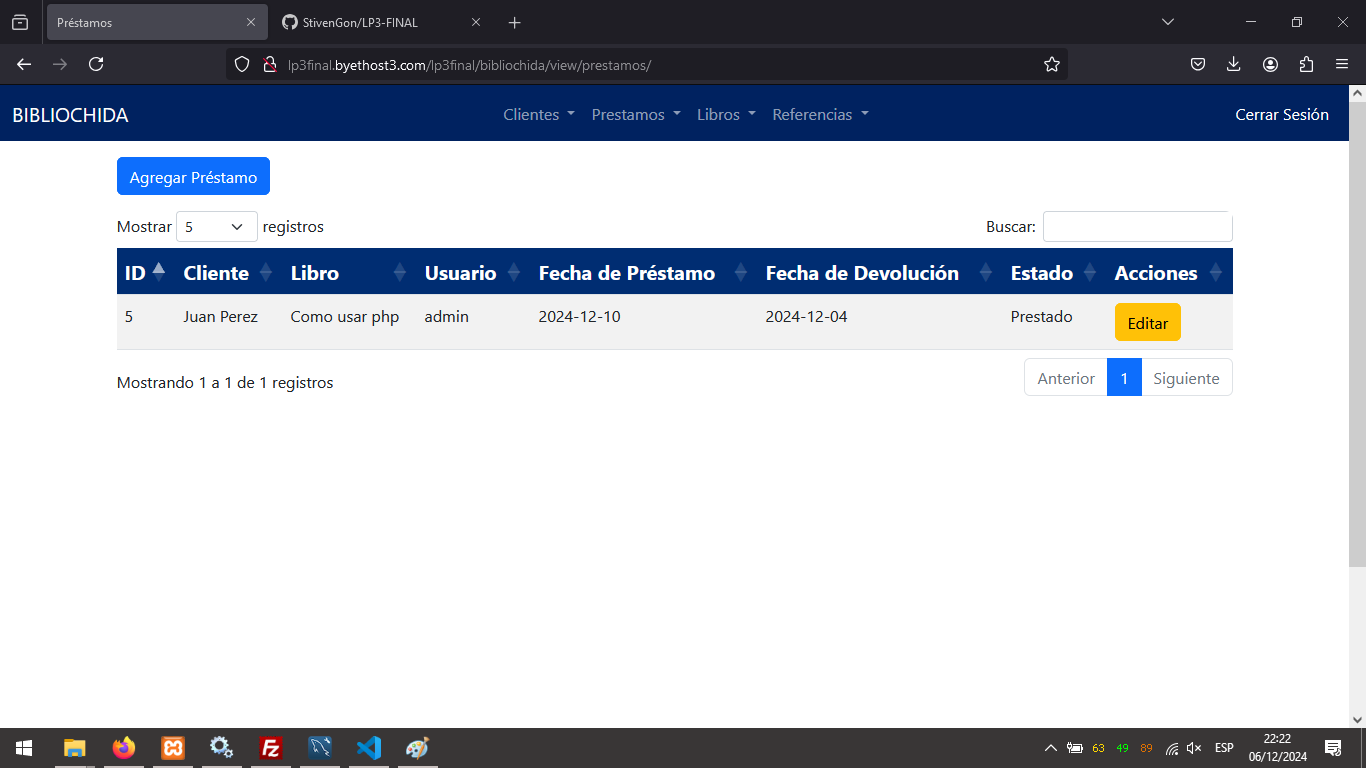 Préstamos
StivenGon/LP3-FINAL
lp3final.byethost3.com/lp3final/bibliochida/view/prestamos/
BIBLIOCHIDA Clientes Prestamos Libros Referencias Cerrar Sesión
Agregar Préstamo
Mostrar 5 registros Buscar:
ID Cliente Libro Usuario Fecha de Préstamo Fecha de Devolución Estado Acciones
5 Juan Perez Como usar php admin 2024-12-10 2024-12-04 Prestado Editar
Mostrando 1 a 1 de 1 registros Anterior 1 Siguiente
63 49 89 ESP 22:22
06/12/2024